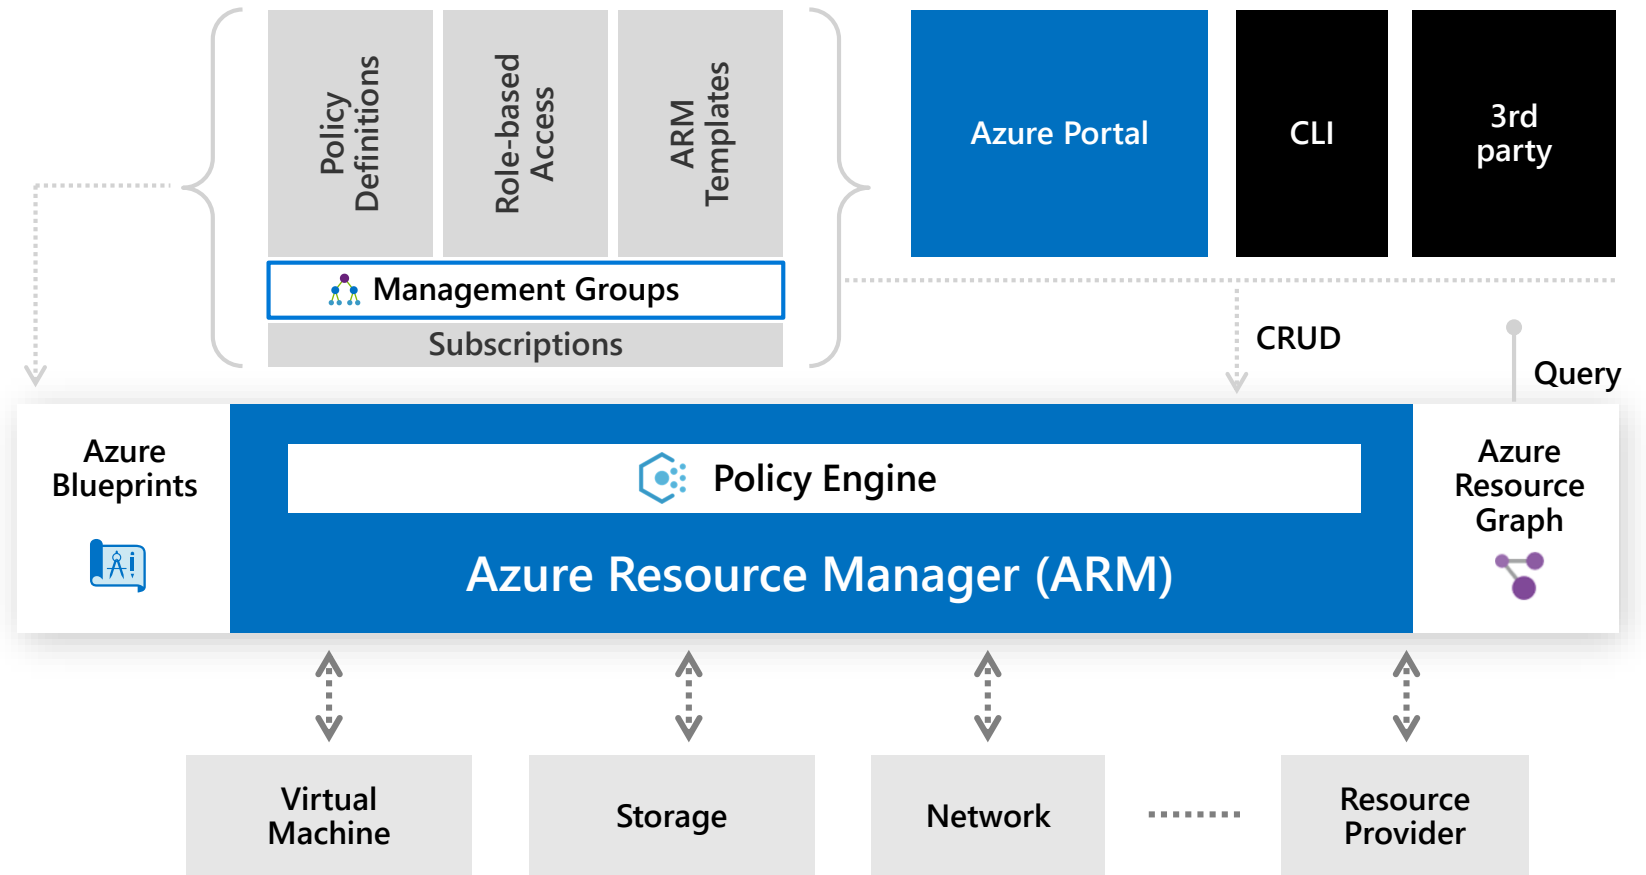 Policy
Definitions
Role-based
Access
ARM
Templates
Azure Portal
CLI
3rd
party
Management Groups
Subscriptions
CRUD
Query
Azure
Blueprints
Policy Engine
Azure Resource Manager (ARM)
Azure
Resource
Graph
Virtual
Machine
Storage
Network
Resource
Provider